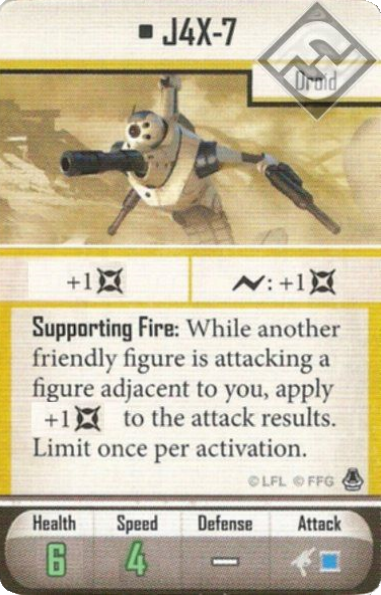 J4X-7
Droid
+1
: +1
Supporting Fire: While another
friendly figure is attacking a
figure adjacent to you, apply
+1 to the attack results.
Limit once per activation.
©LFL ©FFG
Health Speed Defense Attack
6 4 –